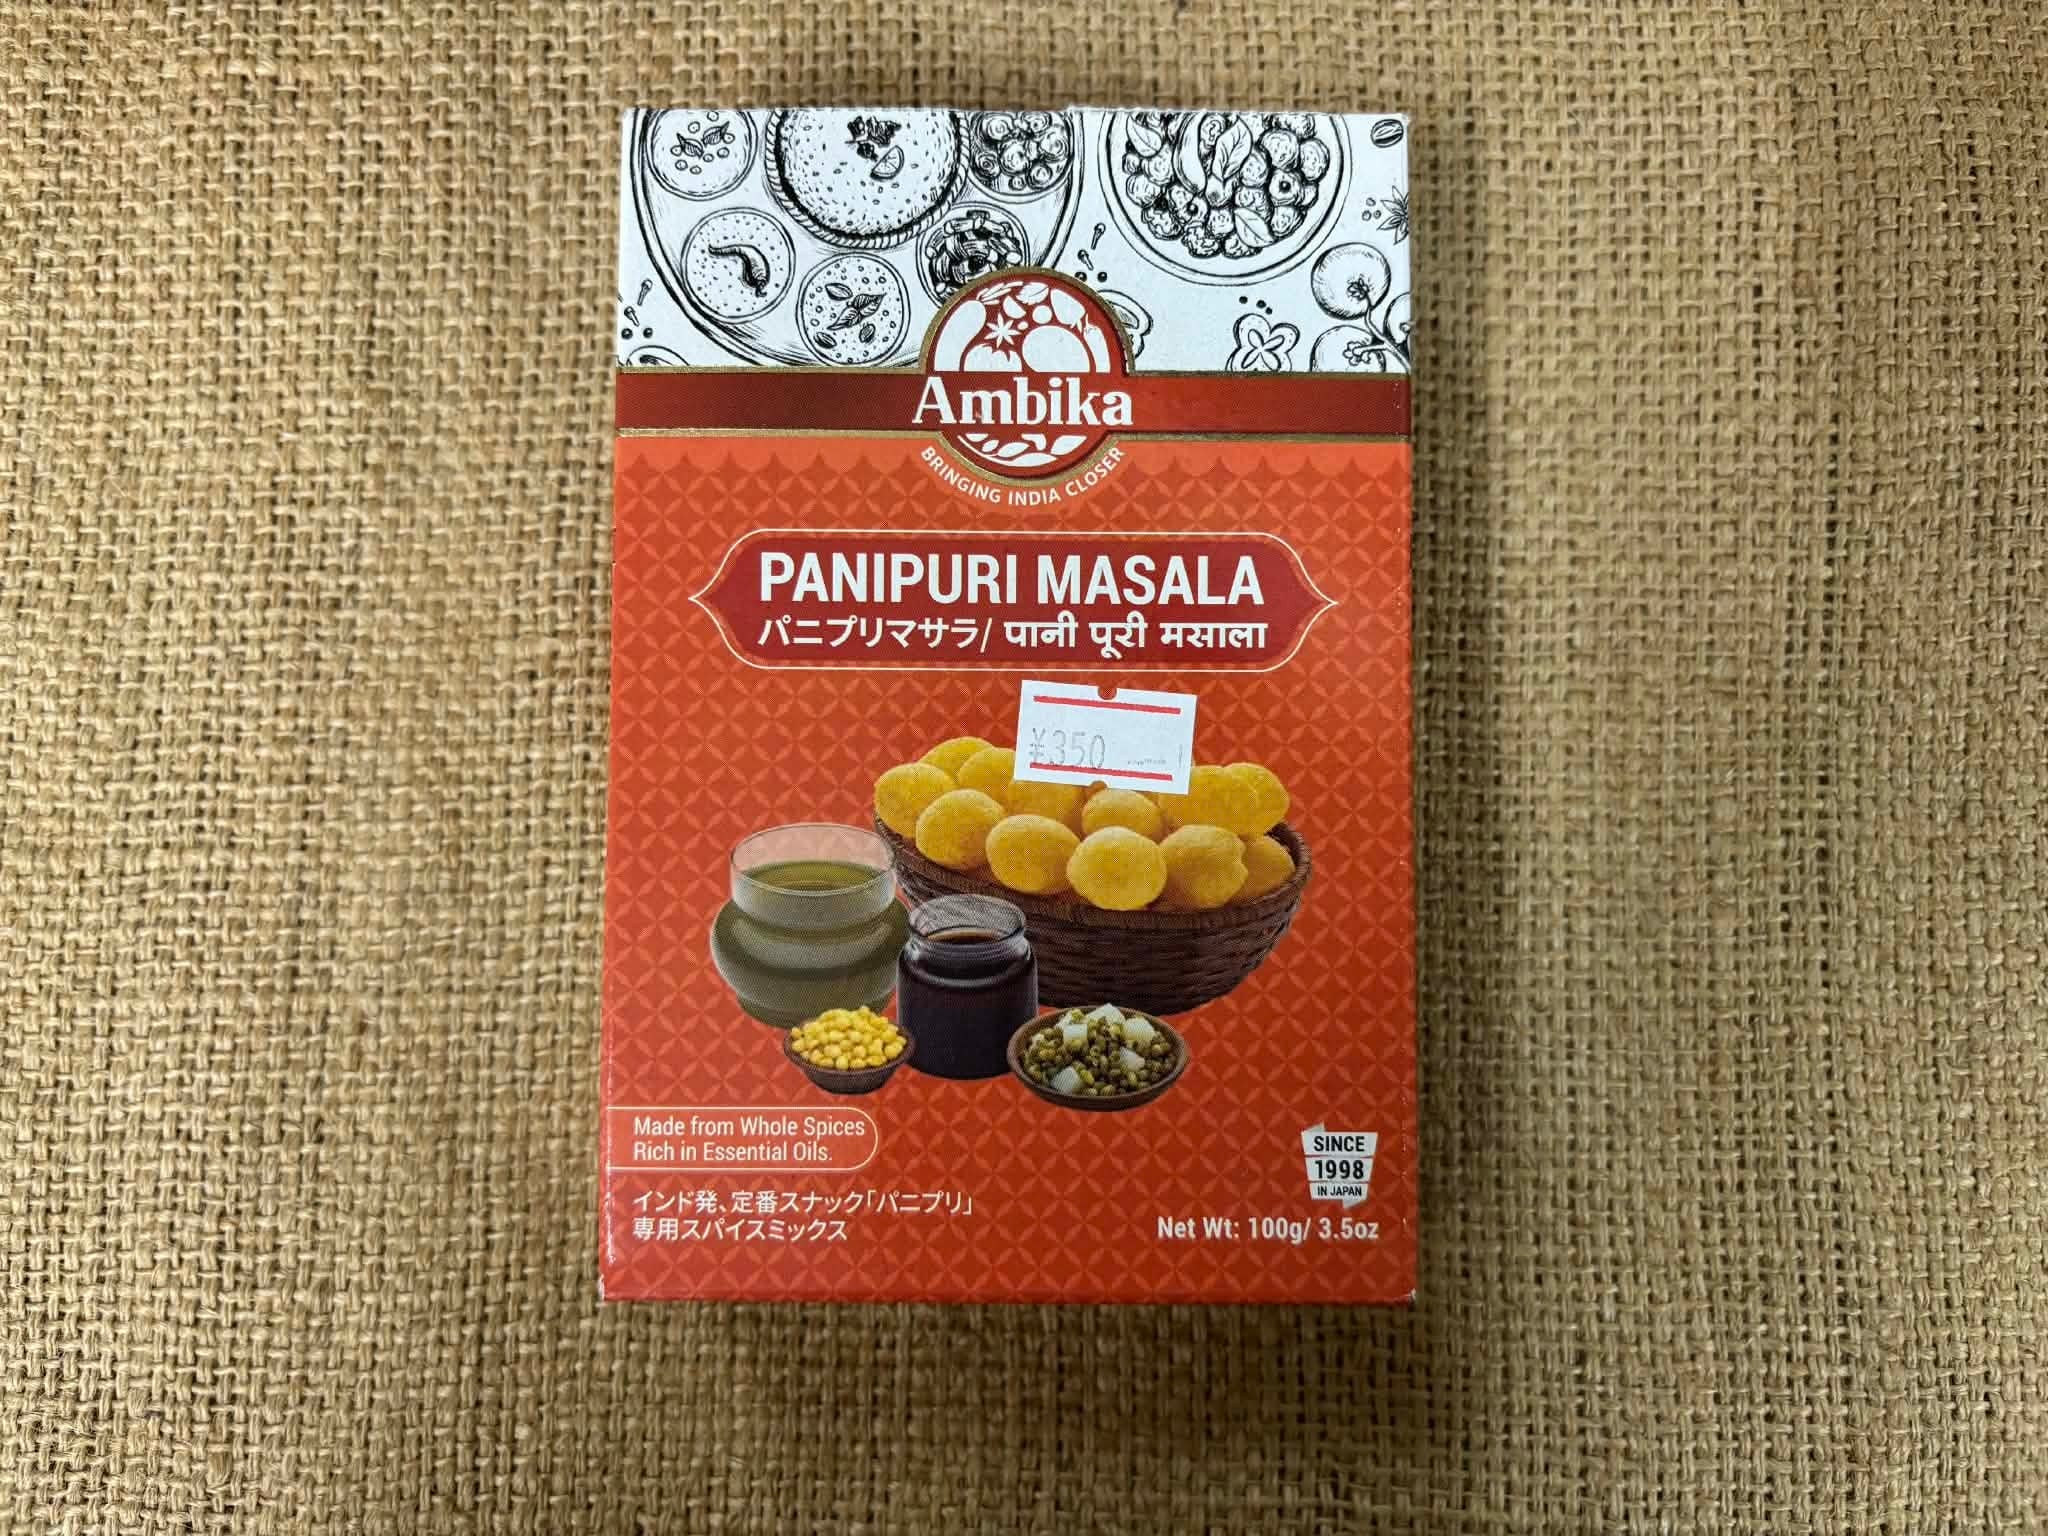 Ambika
BRINGING INDIA CLOSER
PANIPURI MASALA
パニプリマサラ/ पानी पूरी मसाला
¥350
Made from Whole Spices
Rich in Essential Oils.
インド発、定番スナック「パニプリ」
専用スパイスミックス
SINCE
1998
IN JAPAN
Net Wt: 100g/ 3.5oz